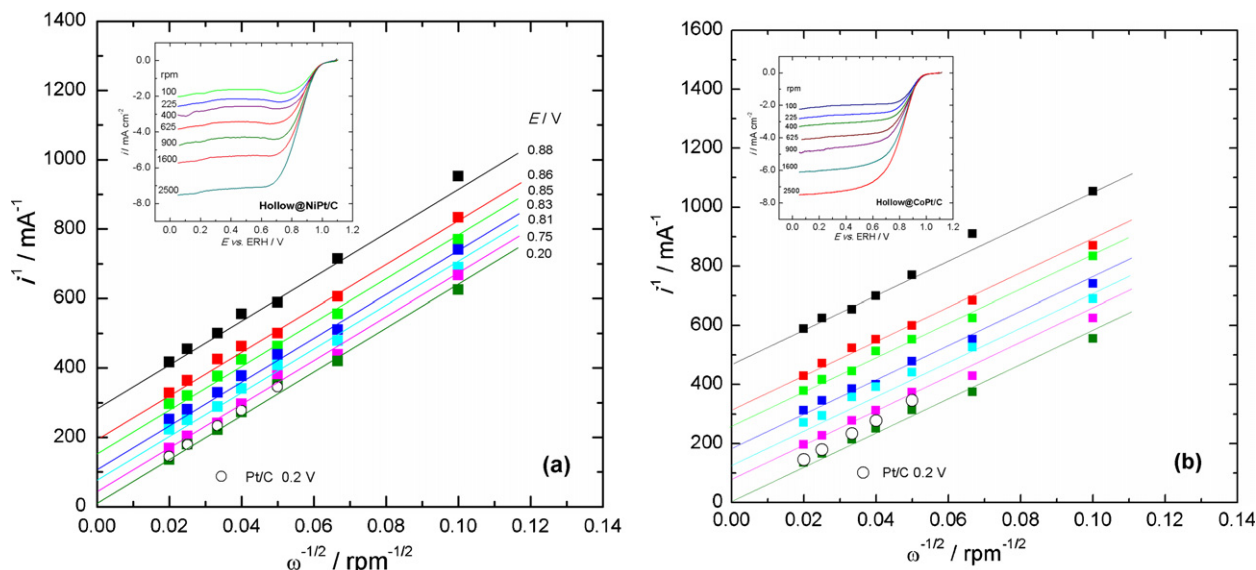 1400
1200
1000
800
600
400
200
0
i⁻¹ / mA⁻¹
0.00 0.02 0.04 0.06 0.08 0.10 0.12 0.14
ω⁻¹/² / rpm⁻¹/²
0.0
-2.0
-4.0
-6.0
-8.0
i / mA cm⁻²
rpm
100
225
400
625
900
1600
2500
Hollow@NiPt/C
0.0 0.2 0.4 0.6 0.8 1.0 1.2
E vs. ERH / V
E / V
0.88
0.86
0.85
0.83
0.81
0.75
0.20
(a)
Pt/C 0.2 V
1600
1400
1200
1000
800
600
400
200
0
i⁻¹ / mA⁻¹
0.00 0.02 0.04 0.06 0.08 0.10 0.12 0.14
ω⁻¹/² / rpm⁻¹/²
0.0
-2.0
-4.0
-6.0
-8.0
i / mA cm⁻²
rpm
100
225
400
625
900
1600
2500
Hollow@CoPt/C
0.0 0.2 0.4 0.6 0.8 1.0 1.2
E vs. ERH / V
(b)
Pt/C 0.2 V